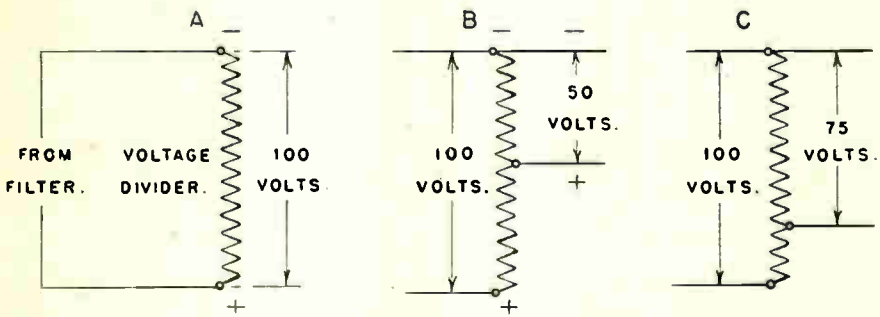 A
B
C
−
−
−
FROM
FILTER.
VOLTAGE
DIVIDER.
100
VOLTS.
+
100
VOLTS.
50
VOLTS.
+
+
100
VOLTS.
75
VOLTS.